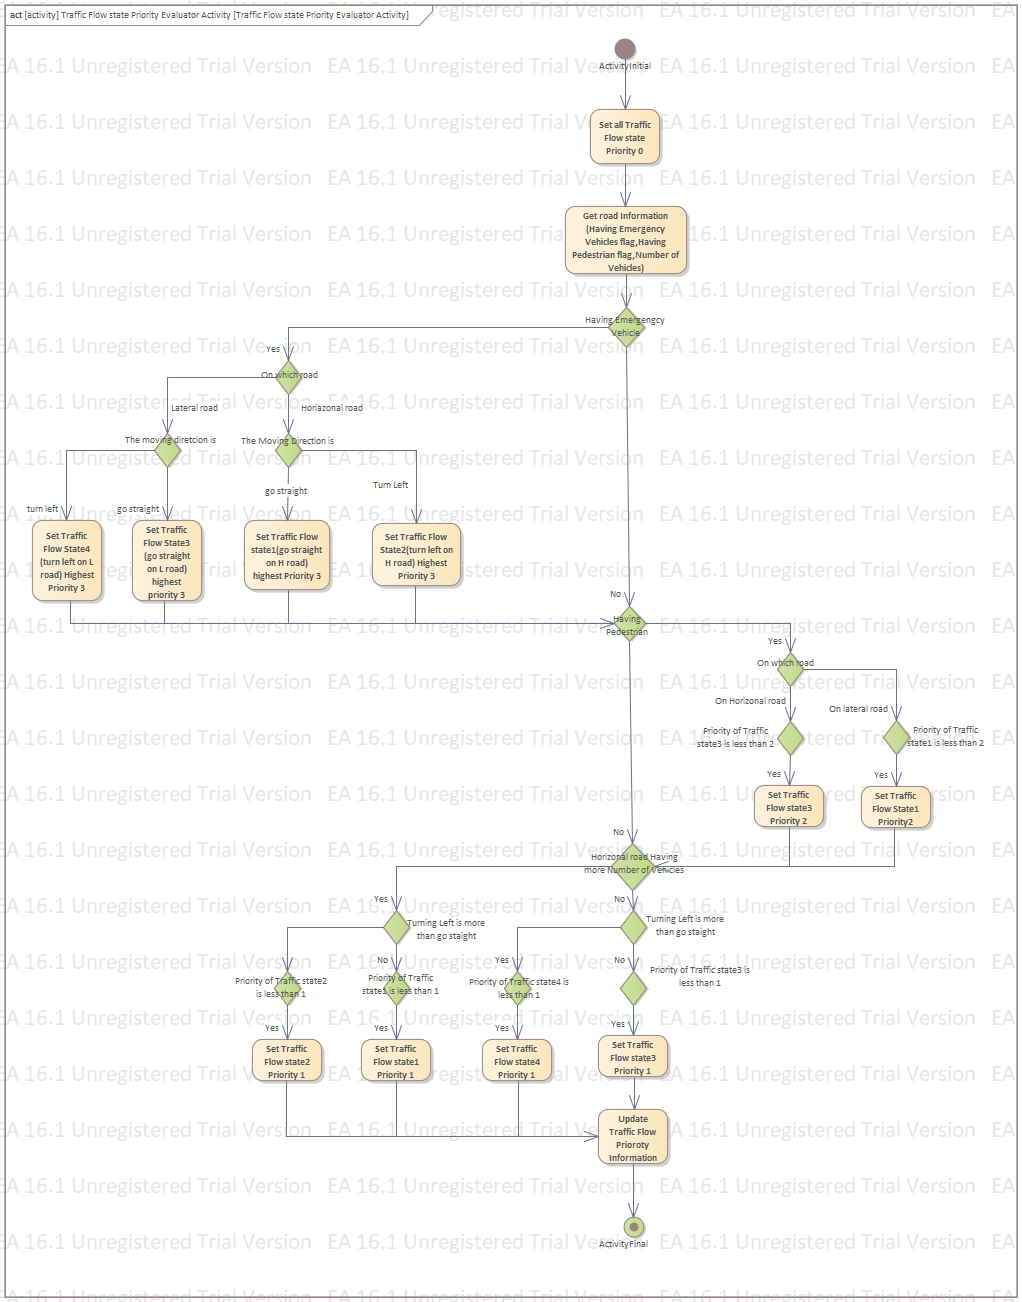 act [activity] Traffic Flow state Priority Evaluator Activity [Traffic Flow state Priority Evaluator Activity]
ActivityInitial
Set all Traffic
Flow state
Priority 0
Get road Information
(Having Emergency
Vehicles flag,Having
Pedestrian flag,Number of
Vehicles)
Having Emergengcy
Vehicle
Yes
On which road
Lateral road
Horiazonal road
The moving diretcion is
The Moving Direction is
turn left
go straight
go straight
Turn Left
Set Traffic
Flow State4
(turn left on L
road) Highest
Priority 3
Set Traffic
Flow State3
(go straight
on L road)
highest
priority 3
Set Traffic Flow
state1(go straight
on H road)
highest Priority 3
Set Traffic Flow
State2(turn left on
H road) Highest
Priority 3
No
Having
Pedestrian
Yes
On which road
On Horizonal road
On lateral road
Priority of Traffic
state3 is less than 2
Priority of Traffic
state1 is less than 2
Yes
Yes
Set Traffic
Flow state3
Priority 2
Set Traffic
Flow State1
Priority2
No
Horizonal road Having
more Number of Vehicles
Yes
No
Turning Left is more
than go staight
Turning Left is more
than go staight
No
Yes
No
Priority of Traffic state2
is less than 1
Priority of Traffic
state1 is less than 1
Priority of Traffic state4 is
less than 1
Priority of Traffic state3 is
less than 1
Yes
Yes
Yes
Yes
Set Traffic
Flow state2
Priority 1
Set Traffic
Flow state1
Priority 1
Set Traffic
Flow state4
Priority 1
Set Traffic
Flow state3
Priority 1
Update
Traffic Flow
Prioroty
Information
ActivityFinal
EA 16.1 Unregistered Trial Version